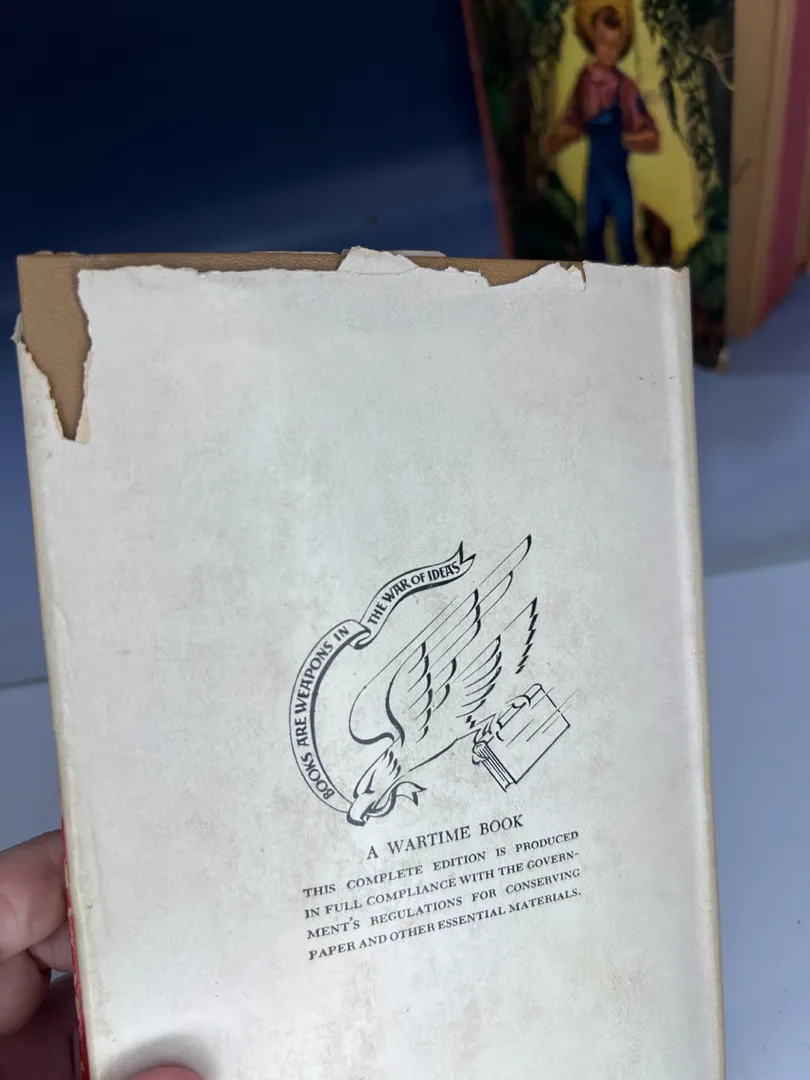 BOOKS ARE WEAPONS IN
THE WAR OF IDEAS
A WARTIME BOOK
THIS COMPLETE EDITION IS PRODUCED
IN FULL COMPLIANCE WITH THE GOVERN-
MENT'S REGULATIONS FOR CONSERVING
PAPER AND OTHER ESSENTIAL MATERIALS.